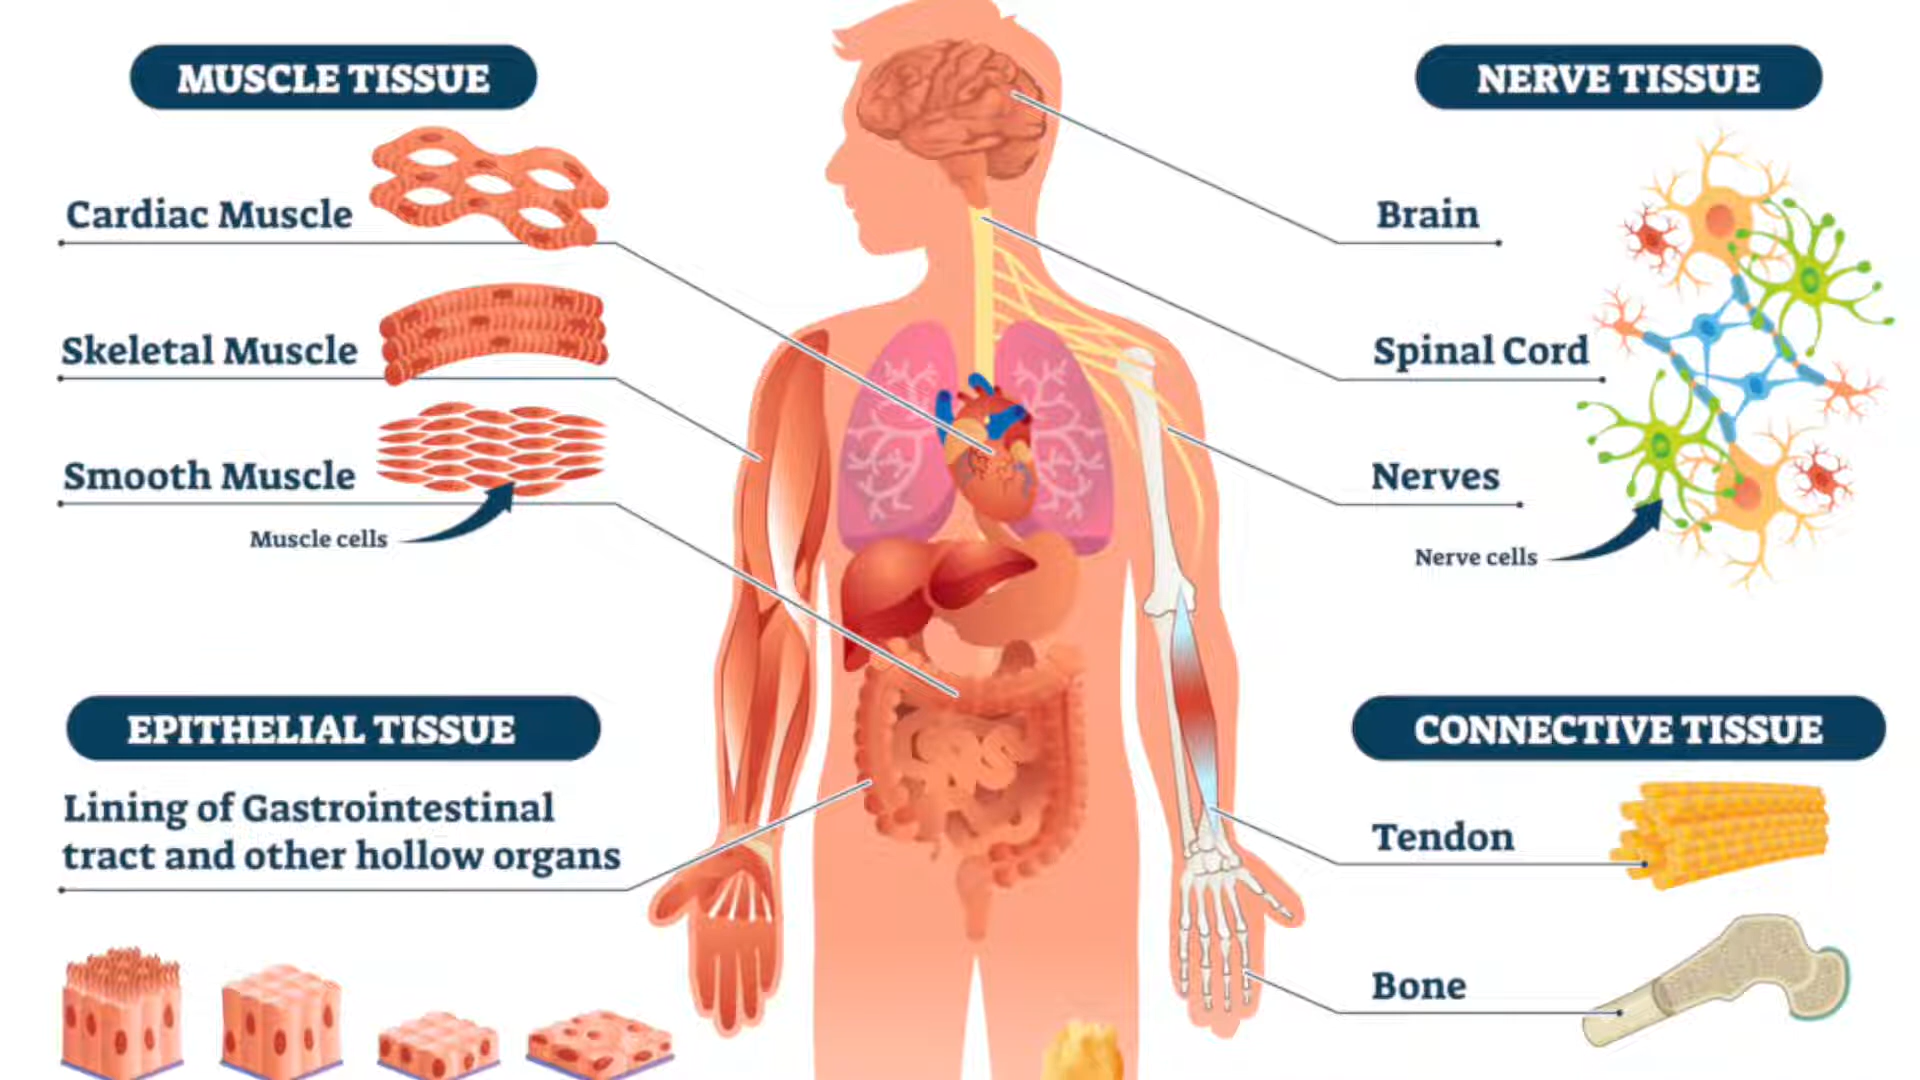 MUSCLE TISSUE
Cardiac Muscle
Skeletal Muscle
Smooth Muscle
Muscle cells
EPITHELIAL TISSUE
Lining of Gastrointestinal
tract and other hollow organs
NERVE TISSUE
Brain
Spinal Cord
Nerves
Nerve cells
CONNECTIVE TISSUE
Tendon
Bone